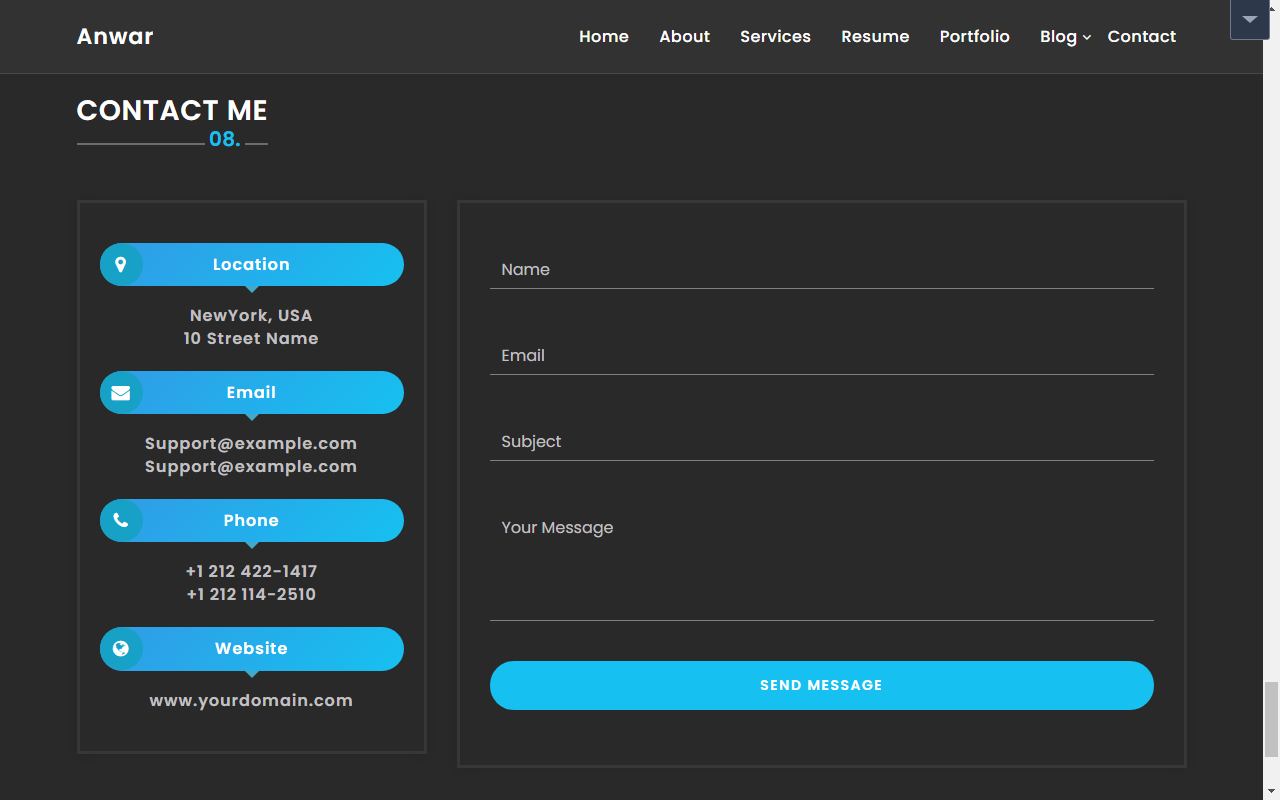 Anwar
Home About Services Resume Portfolio Blog Contact
CONTACT ME
08.
Location
NewYork, USA
10 Street Name
Email
Support@example.com
Support@example.com
Phone
+1 212 422-1417
+1 212 114-2510
Website
www.yourdomain.com
Name
Email
Subject
Your Message
SEND MESSAGE